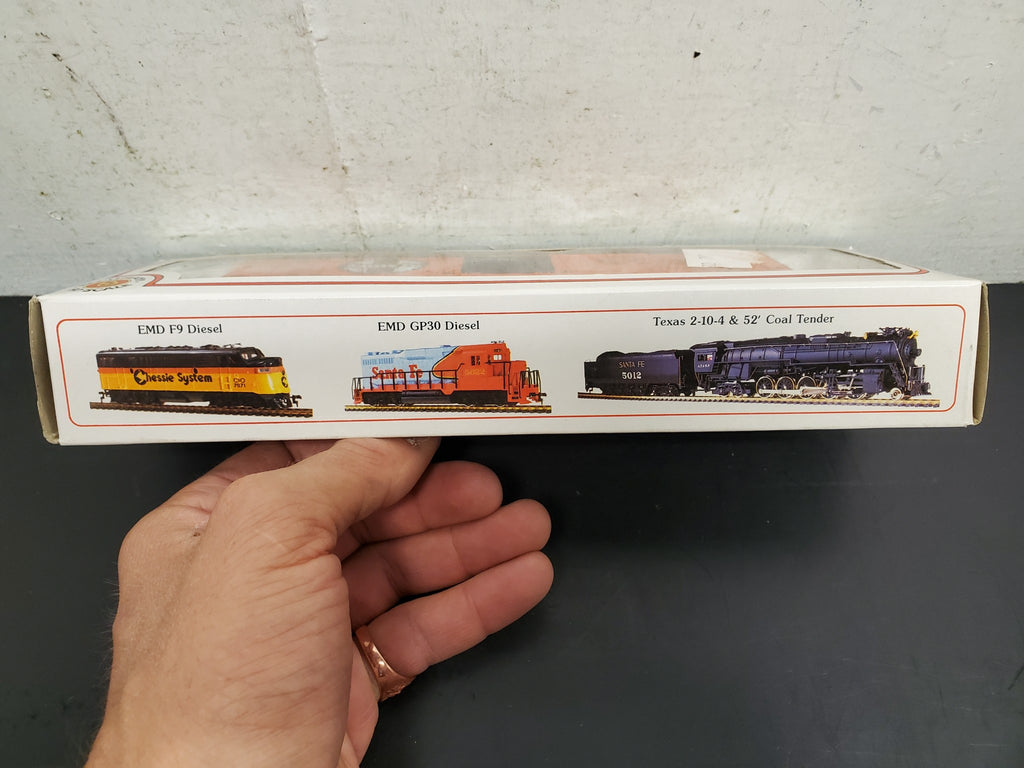 EMD F9 Diesel
EMD GP30 Diesel
Texas 2-10-4 & 52' Coal Tender
Chessie System
Santa Fe
5022
SANTA FE
5012